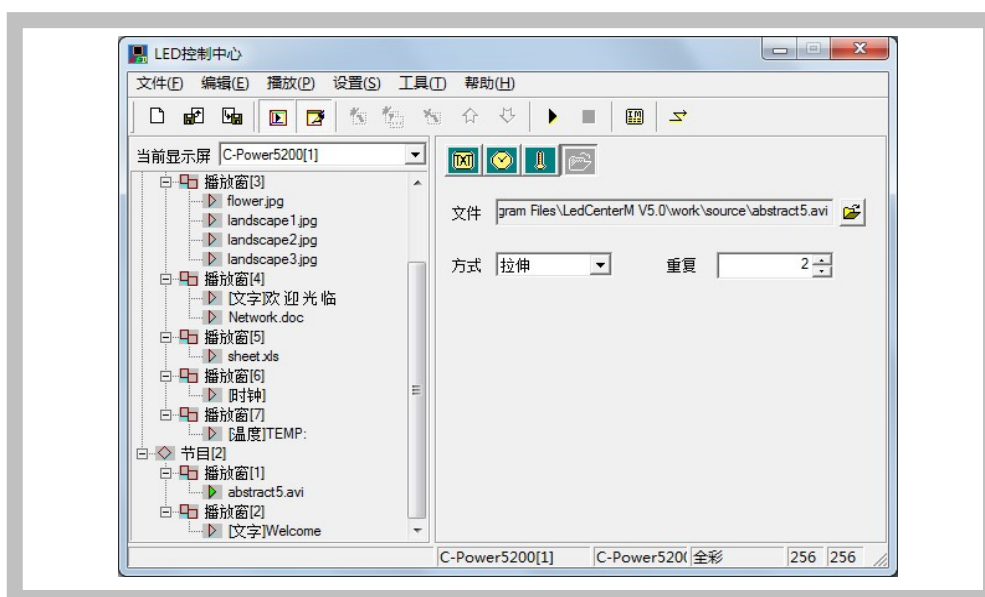 LED控制中心
文件(F) 编辑(E) 播放(P) 设置(S) 工具(T) 帮助(H)
当前显示屏 C-Power5200[1]
TXT
播放窗[3]
flower.jpg
landscape1.jpg
landscape2.jpg
landscape3.jpg
播放窗[4]
[文字]欢 迎 光 临
Network.doc
播放窗[5]
sheet.xls
播放窗[6]
[时钟]
播放窗[7]
[温度]TEMP:
节目[2]
播放窗[1]
abstract5.avi
播放窗[2]
[文字]Welcome
文件 gram Files\LedCenterM V5.0\work\source\abstract5.avi
方式 拉伸 重复 2
C-Power5200[1] C-Power520( 全彩 256 256